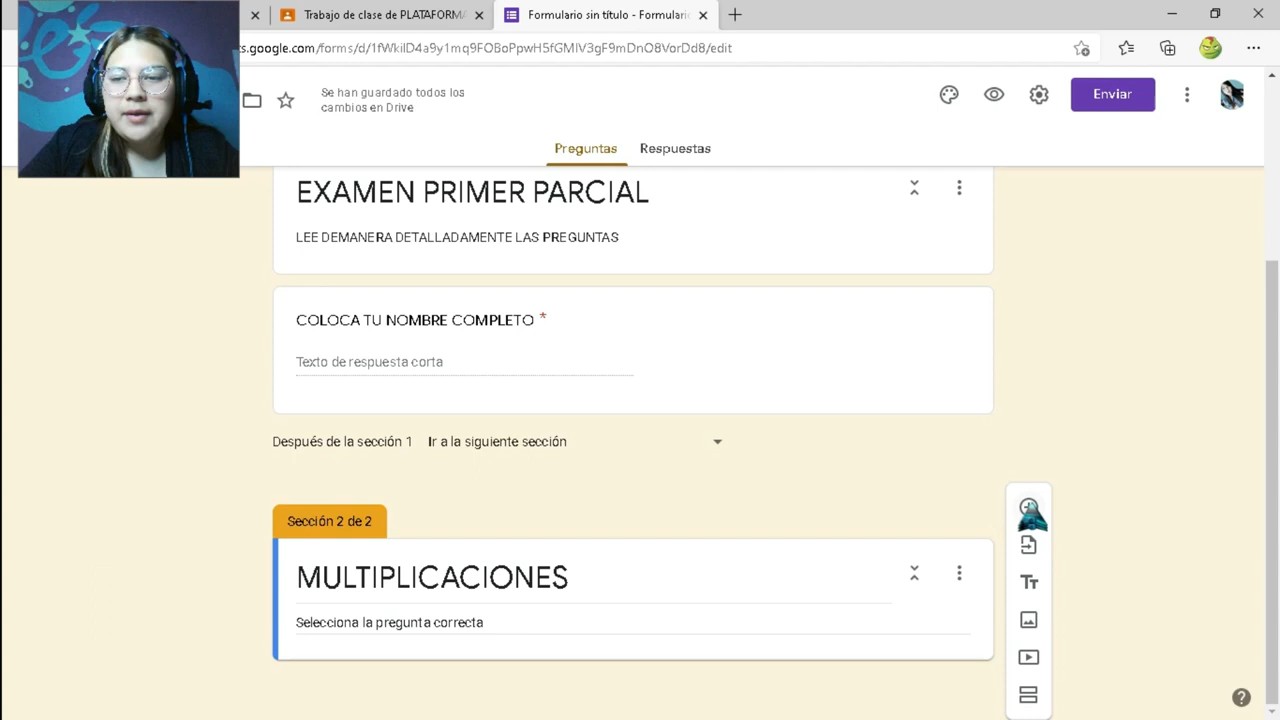 Trabajo de clase de PLATAFORMA
Formulario sin título - Formulari
s.google.com/forms/d/1fWkilD4a9y1mq9FOBoPpwH5fGMlV3gF9mDnO8VorDd8/edit
Se han guardado todos los
cambios en Drive
Enviar
Preguntas
Respuestas
EXAMEN PRIMER PARCIAL
LEE DEMANERA DETALLADAMENTE LAS PREGUNTAS
COLOCA TU NOMBRE COMPLETO *
Texto de respuesta corta
Después de la sección 1 Ir a la siguiente sección
Sección 2 de 2
MULTIPLICACIONES
Selecciona la pregunta correcta